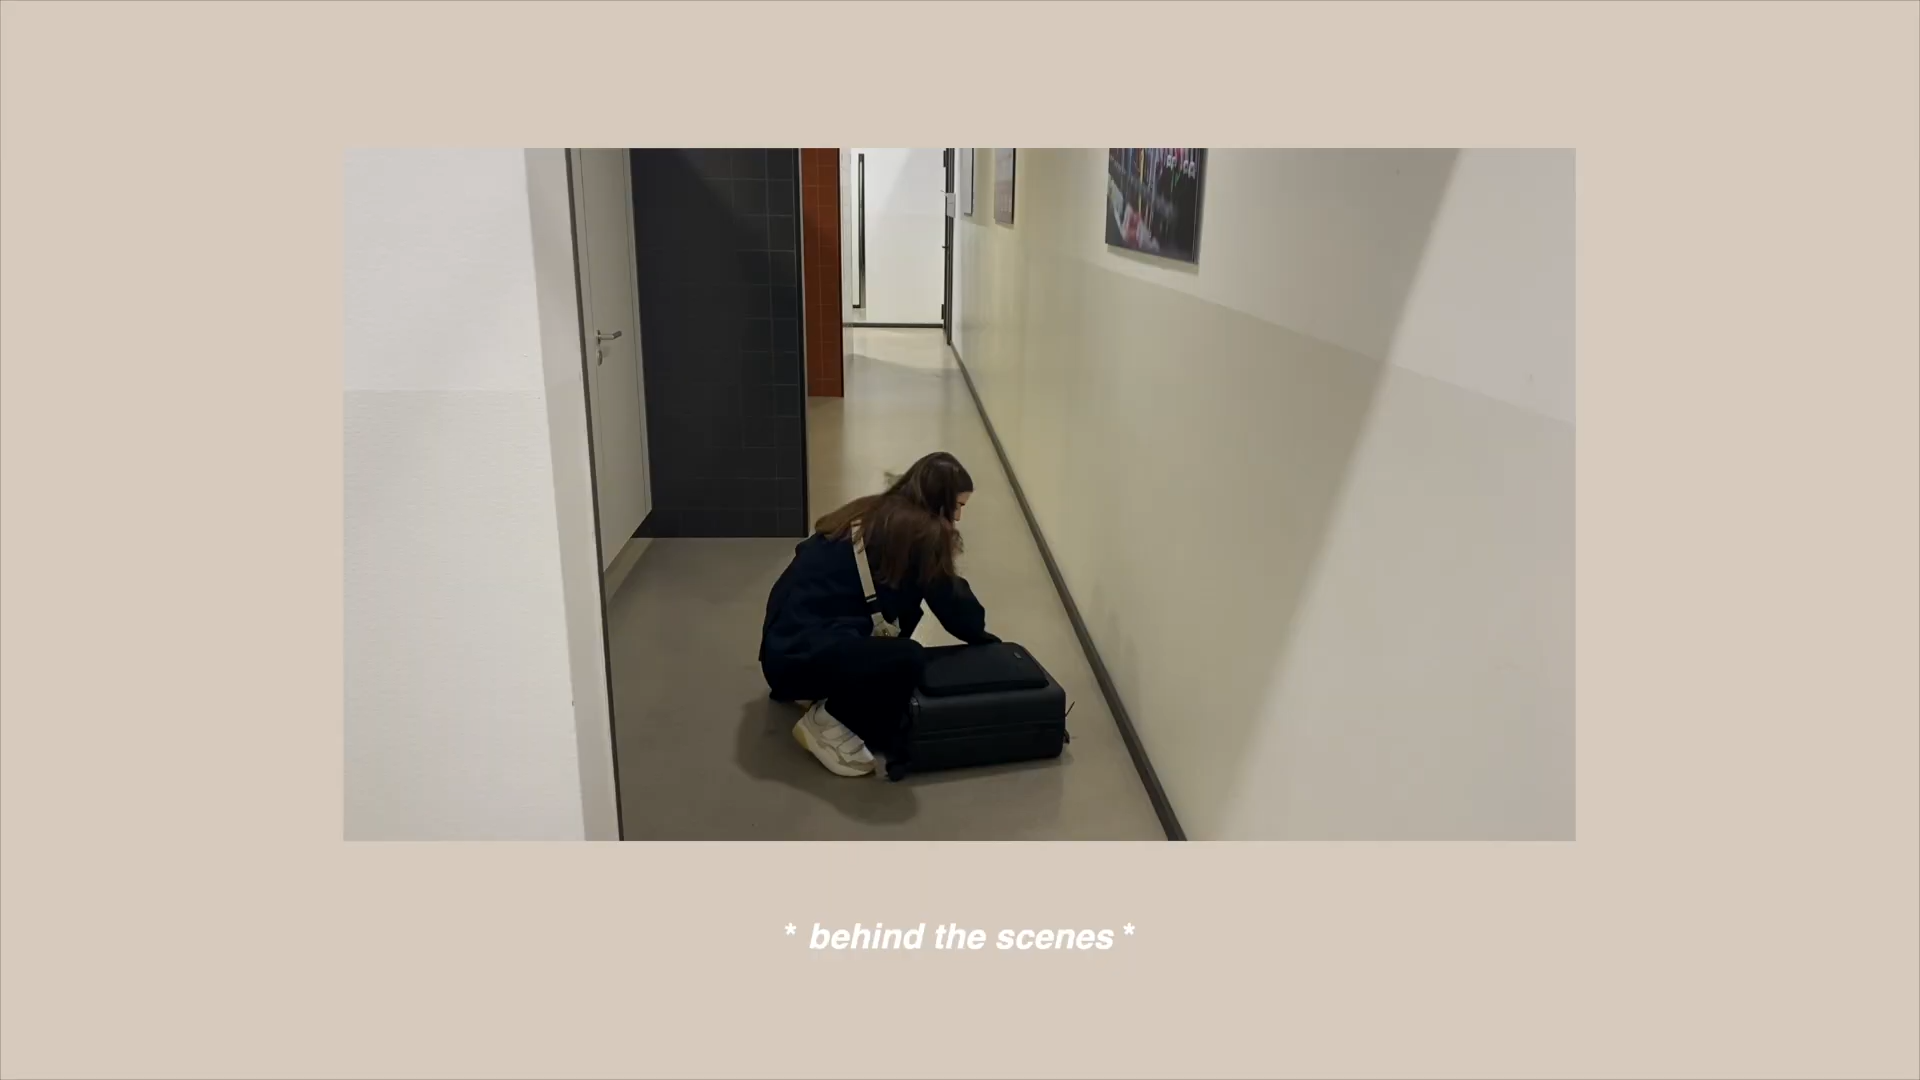 * behind the scenes *